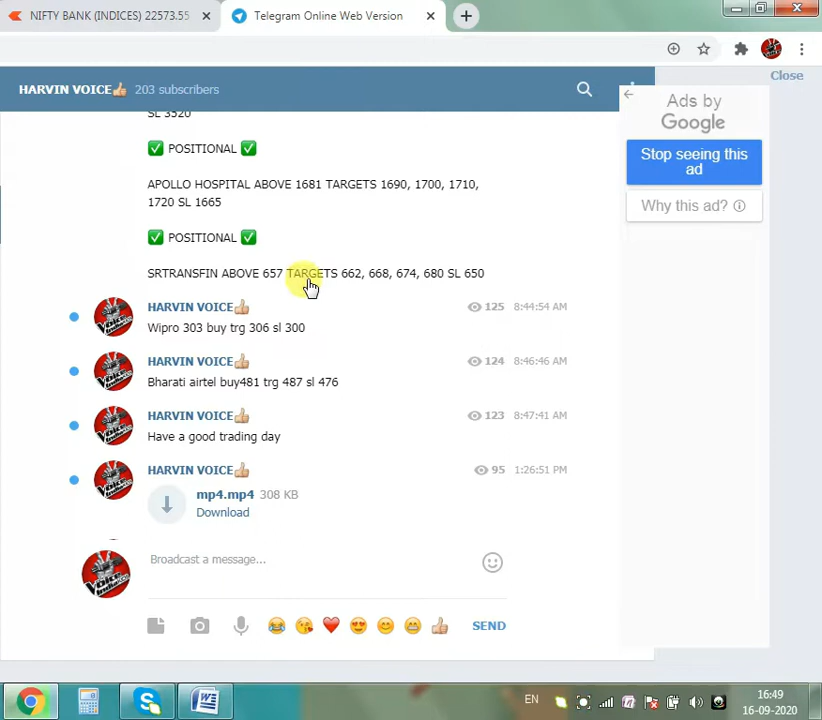 NIFTY BANK (INDICES) 22573.55
Telegram Online Web Version
Close
HARVIN VOICE👍🏼 203 subscribers
Ads by
Google
Stop seeing this
ad
Why this ad?
SL 3520
✅ POSITIONAL ✅
APOLLO HOSPITAL ABOVE 1681 TARGETS 1690, 1700, 1710,
1720 SL 1665
✅ POSITIONAL ✅
SRTRANSFIN ABOVE 657 TARGETS 662, 668, 674, 680 SL 650
HARVIN VOICE👍🏼 125 8:44:54 AM
Wipro 303 buy trg 306 sl 300
HARVIN VOICE👍🏼 124 8:46:46 AM
Bharati airtel buy481 trg 487 sl 476
HARVIN VOICE👍🏼 123 8:47:41 AM
Have a good trading day
HARVIN VOICE👍🏼 95 1:26:51 PM
mp4.mp4 308 KB
Download
Broadcast a message...
SEND
EN
16:49
16-09-2020